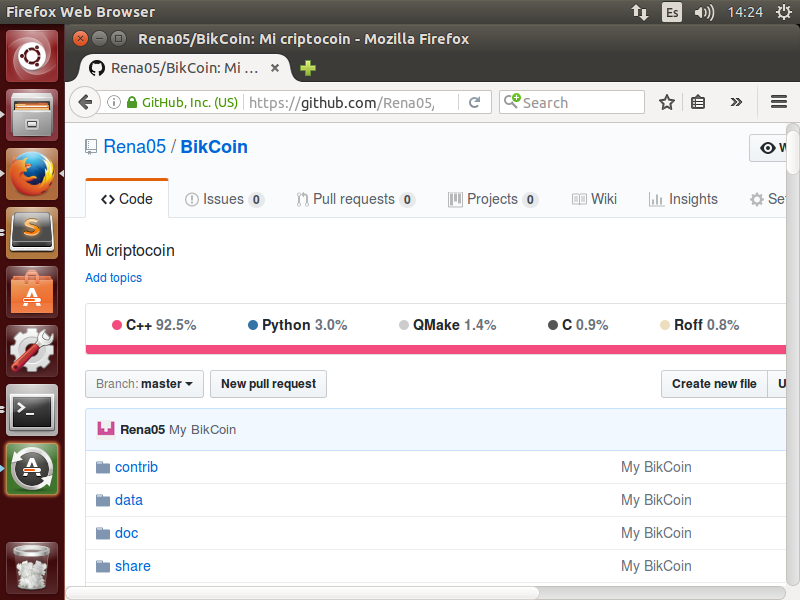 Firefox Web Browser
Es
14:24
Rena05/BikCoin: Mi criptocoin - Mozilla Firefox
Rena05/BikCoin: Mi ...
GitHub, Inc. (US)
https://github.com/Rena05,
Search
Rena05 / BikCoin
W
Code
Issues 0
Pull requests 0
Projects 0
Wiki
Insights
Se
Mi criptocoin
Add topics
C++ 92.5%
Python 3.0%
QMake 1.4%
C 0.9%
Roff 0.8%
Branch: master
New pull request
Create new file
U
Rena05 My BikCoin
contrib My BikCoin
data My BikCoin
doc My BikCoin
share My BikCoin